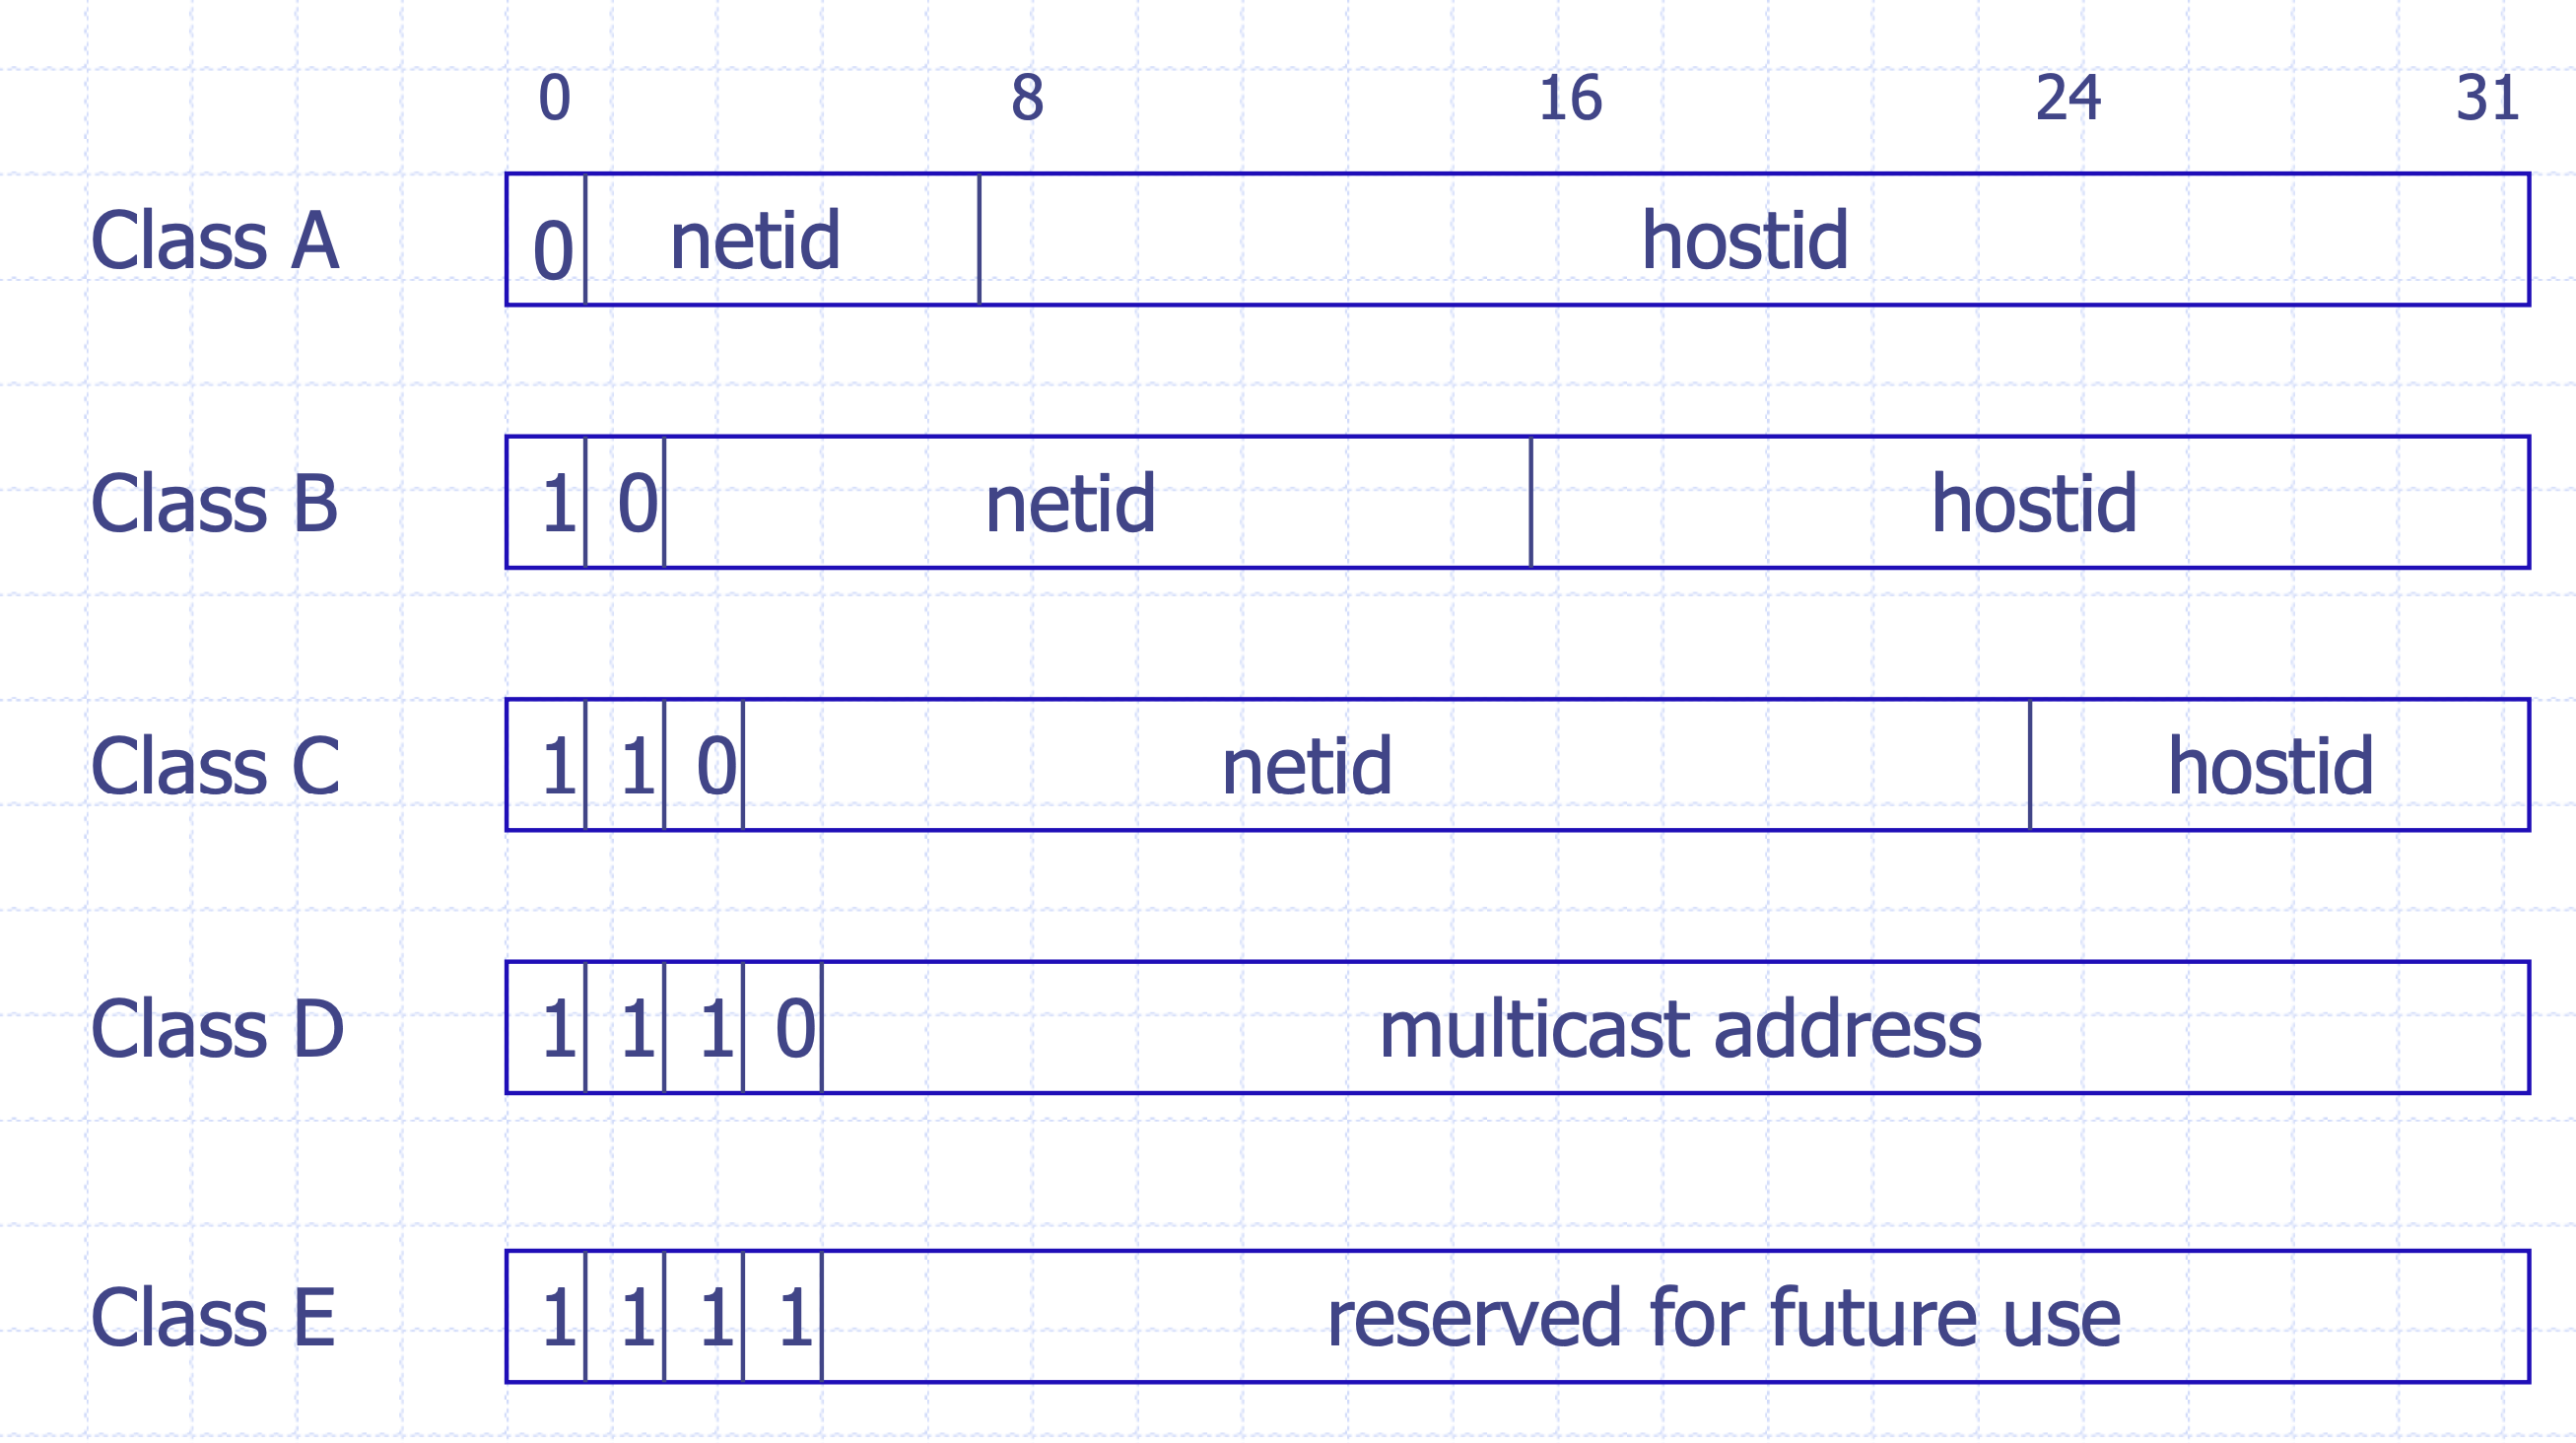 0 8 16 24 31
Class A 0 netid hostid
Class B 1 0 netid hostid
Class C 1 1 0 netid hostid
Class D 1 1 1 0 multicast address
Class E 1 1 1 1 reserved for future use